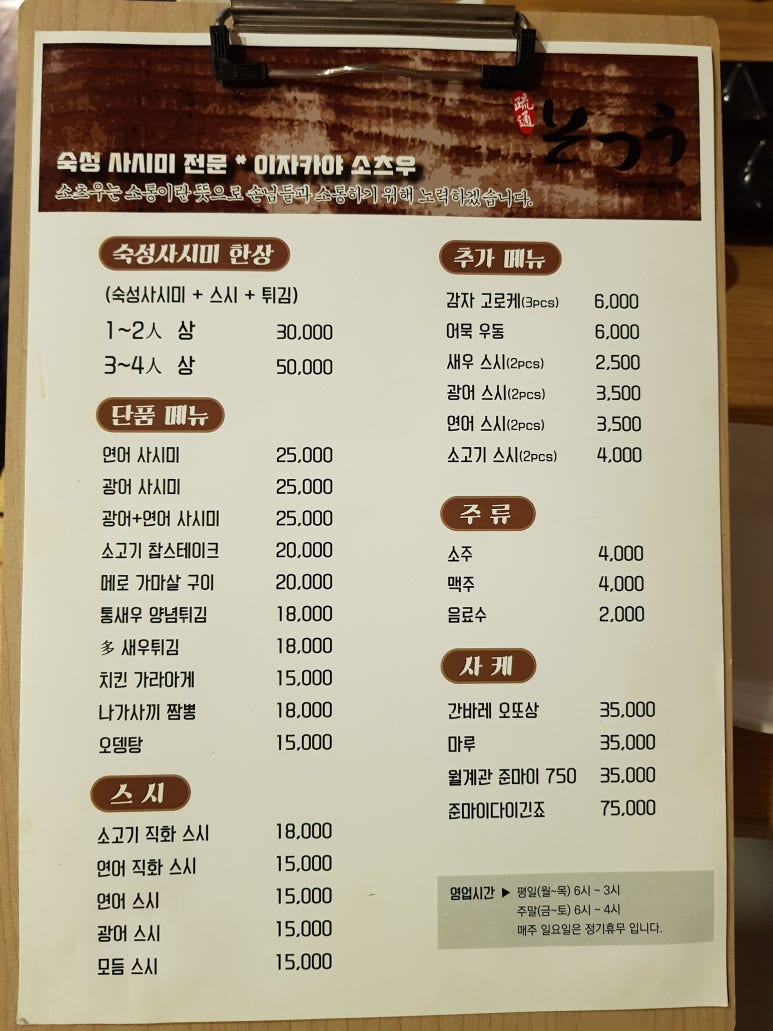 疏通
そつう
숙성 사시미 전문 * 이자카야 소츠우
소츠우는 소통이란 뜻으로 손님들과 소통하기 위해 노력하겠습니다.
숙성사시미 한상
(숙성사시미 + 스시 + 튀김)
1~2人 상 30,000
3~4人 상 50,000
단품 메뉴
연어 사시미 25,000
광어 사시미 25,000
광어+연어 사시미 25,000
소고기 찹스테이크 20,000
메로 가마살 구이 20,000
통새우 양념튀김 18,000
多 새우튀김 18,000
치킨 가라아게 15,000
나가사끼 짬뽕 18,000
오뎅탕 15,000
스 시
소고기 직화 스시 18,000
연어 직화 스시 15,000
연어 스시 15,000
광어 스시 15,000
모듬 스시 15,000
추가 메뉴
감자 고로케(3pcs) 6,000
어묵 우동 6,000
새우 스시(2pcs) 2,500
광어 스시(2pcs) 3,500
연어 스시(2pcs) 3,500
소고기 스시(2pcs) 4,000
주 류
소주 4,000
맥주 4,000
음료수 2,000
사 케
간바레 오또상 35,000
마루 35,000
월계관 준마이 750 35,000
준마이다이긴죠 75,000
영업시간 ▶ 평일(월~목) 6시 ~ 3시
주말(금~토) 6시 ~ 4시
매주 일요일은 정기휴무 입니다.